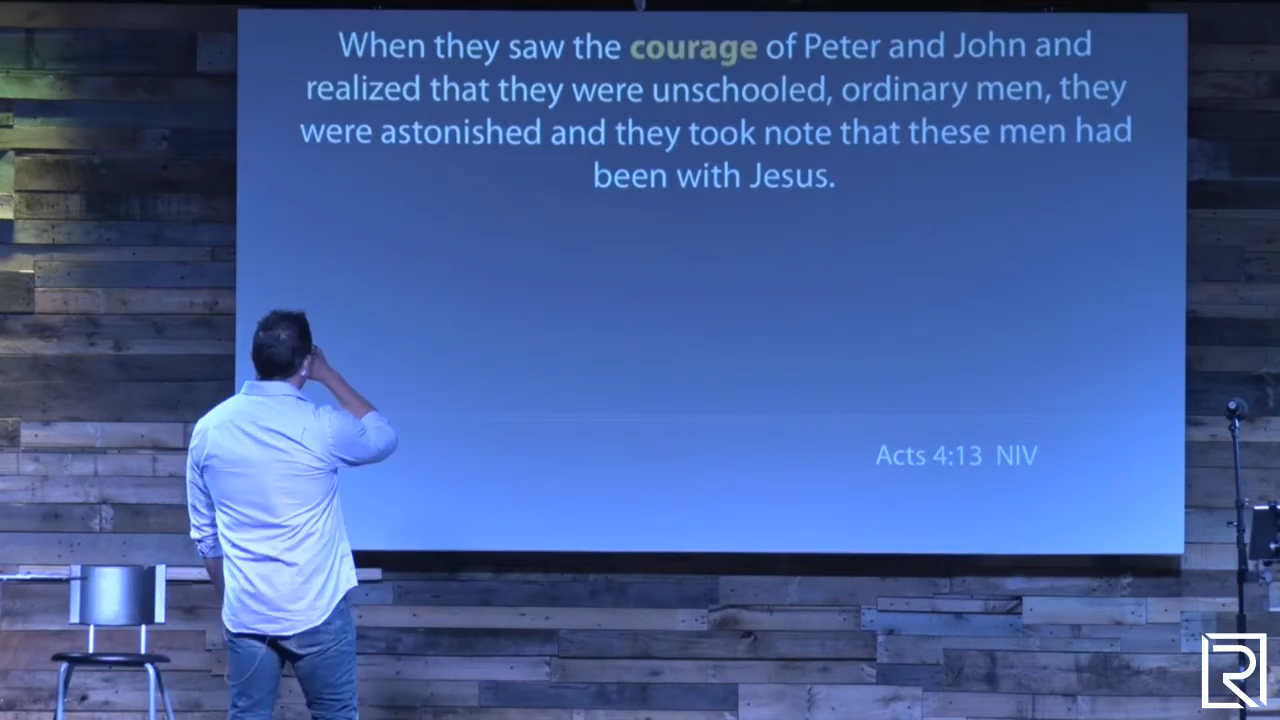 When they saw the courage of Peter and John and
realized that they were unschooled, ordinary men, they
were astonished and they took note that these men had
been with Jesus.
Acts 4:13 NIV
R